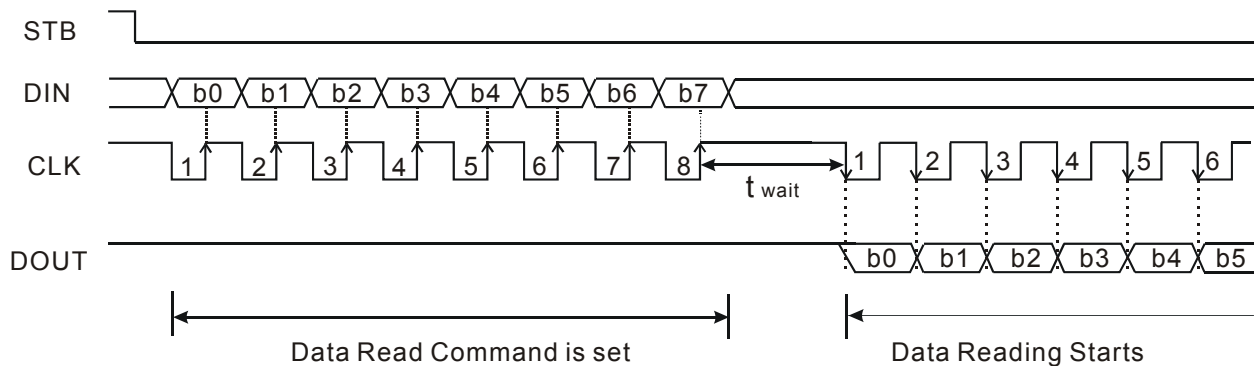 STB
DIN b0 b1 b2 b3 b4 b5 b6 b7
CLK 1 2 3 4 5 6 7 8 1 2 3 4 5 6
t wait
DOUT b0 b1 b2 b3 b4 b5
Data Read Command is set Data Reading Starts